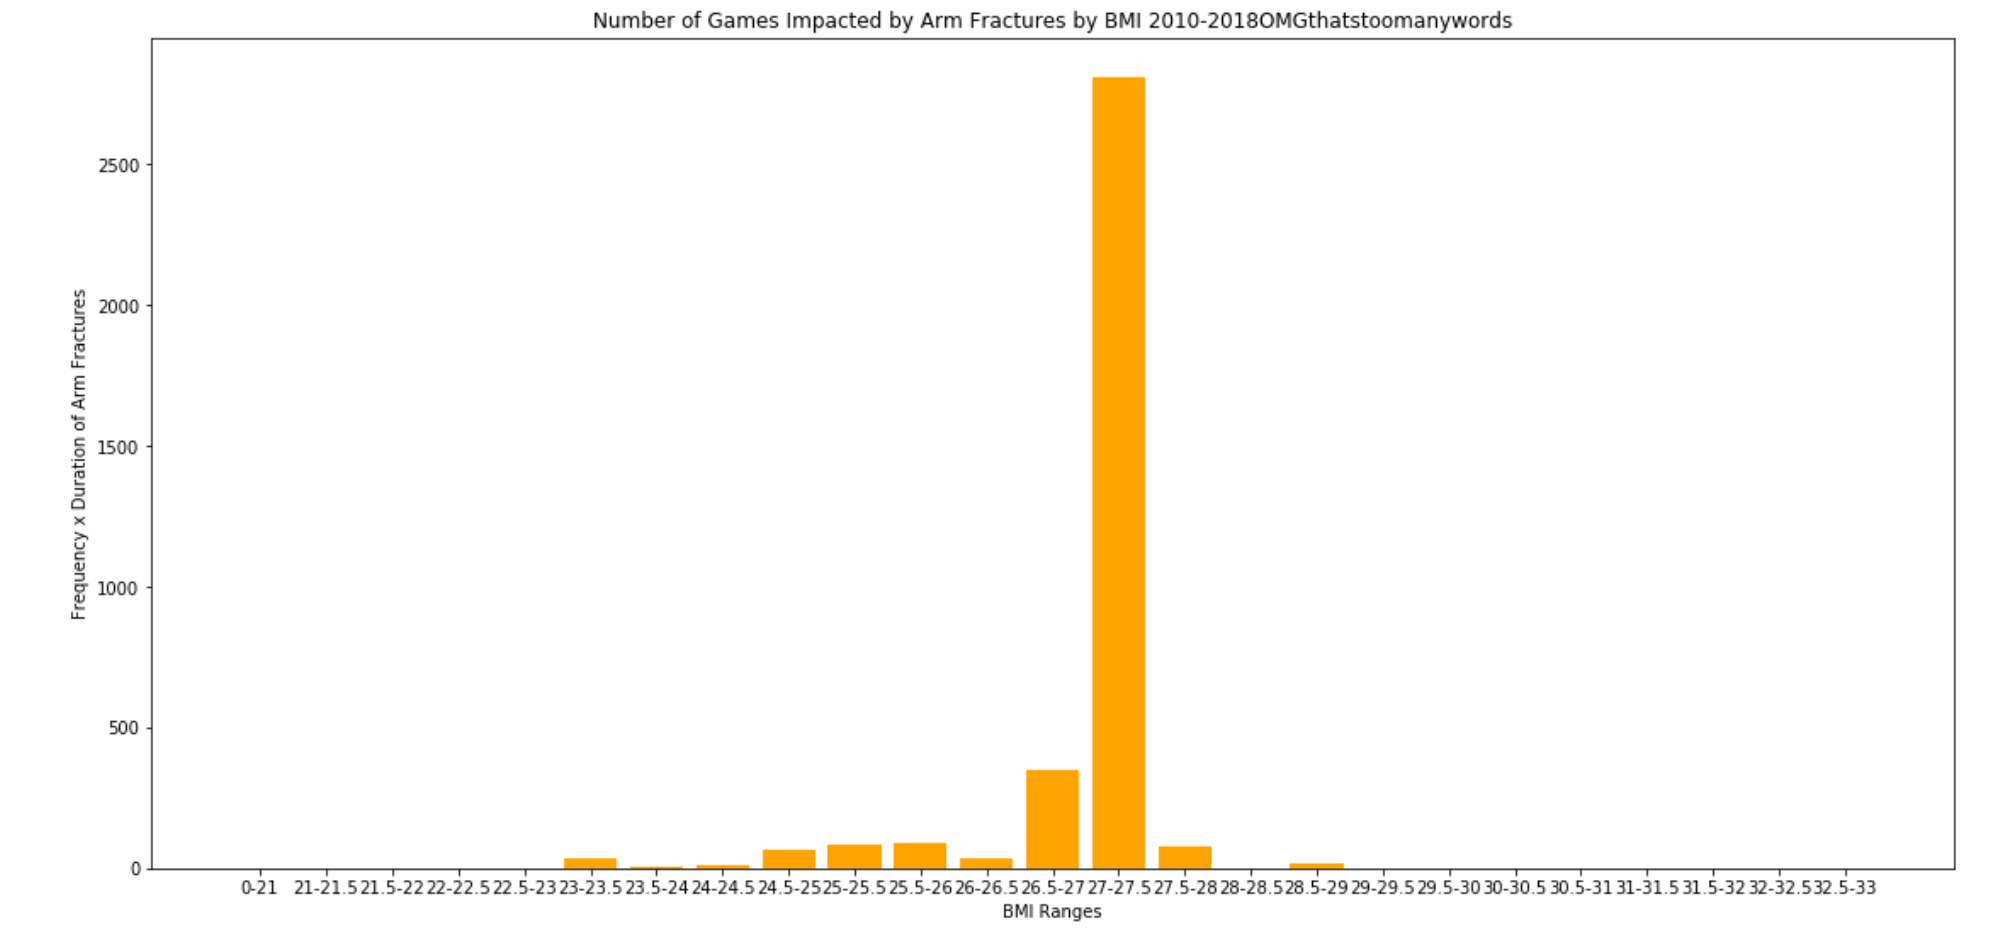 Number of Games Impacted by Arm Fractures by BMI 2010-2018OMGthatstoomanywords
Frequency x Duration of Arm Fractures
2500
2000
1500
1000
500
0
0-21 21-21.5 21.5-22 22-22.5 22.5-23 23-23.5 23.5-24 24-24.5 24.5-25 25-25.5 25.5-26 26-26.5 26.5-27 27-27.5 27.5-28 28-28.5 28.5-29 29-29.5 29.5-30 30-30.5 30.5-31 31-31.5 31.5-32 32-32.5 32.5-33
BMI Ranges